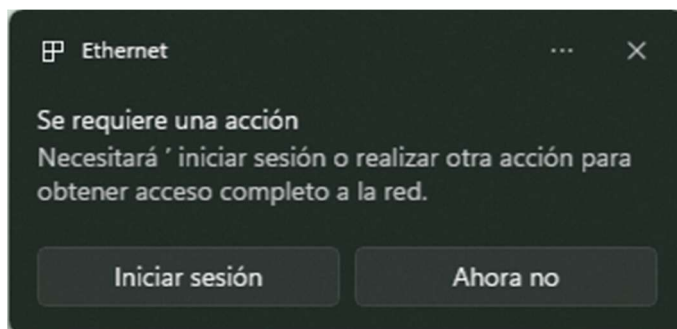 Ethernet
Se requiere una acción
Necesitará ′ iniciar sesión o realizar otra acción para
obtener acceso completo a la red.
Iniciar sesión
Ahora no